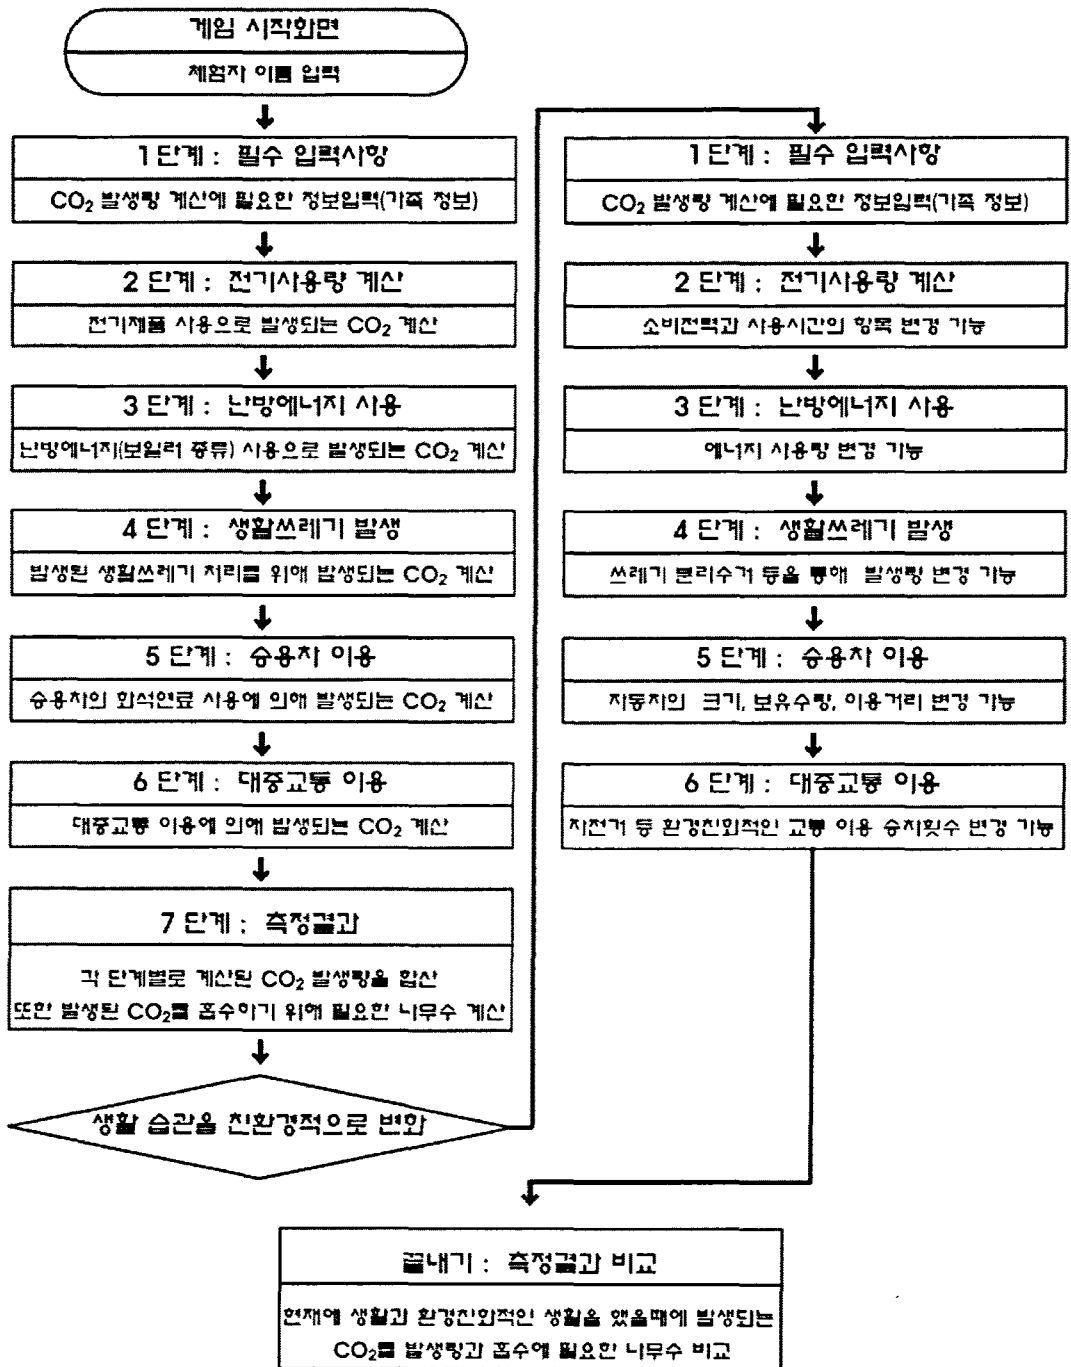 게임 시작화면
체험자 이름 입력
1 단계 : 필수 입력사항
CO₂ 발생량 계산에 필요한 정보입력(가족 정보)
2 단계 : 전기사용량 계산
전기제품 사용으로 발생되는 CO₂ 계산
3 단계 : 난방에너지 사용
난방에너지(보일러 종류) 사용으로 발생되는 CO₂ 계산
4 단계 : 생활쓰레기 발생
발생된 생활쓰레기 처리를 위해 발생되는 CO₂ 계산
5 단계 : 승용차 이용
승용차의 화석연료 사용에 의해 발생되는 CO₂ 계산
6 단계 : 대중교통 이용
대중교통 이용에 의해 발생되는 CO₂ 계산
7 단계 : 측정결과
각 단계별로 계산된 CO₂ 발생량을 합산
또한 발생된 CO₂를 흡수하기 위해 필요한 나무수 계산
생활 습관을 친환경적으로 변화
1 단계 : 필수 입력사항
CO₂ 발생량 계산에 필요한 정보입력(가족 정보)
2 단계 : 전기사용량 계산
소비전력과 사용시간의 항목 변경 가능
3 단계 : 난방에너지 사용
에너지 사용량 변경 가능
4 단계 : 생활쓰레기 발생
쓰레기 분리수거 등을 통해 발생량 변경 가능
5 단계 : 승용차 이용
자동차의 크기, 보유수량, 이용거리 변경 가능
6 단계 : 대중교통 이용
자전거 등 환경친화적인 교통 이용 승차횟수 변경 가능
끝내기 : 측정결과 비교
현재에 생활과 환경친화적인 생활을 했을때에 발생되는
CO₂를 발생량과 흡수에 필요한 나무수 비교